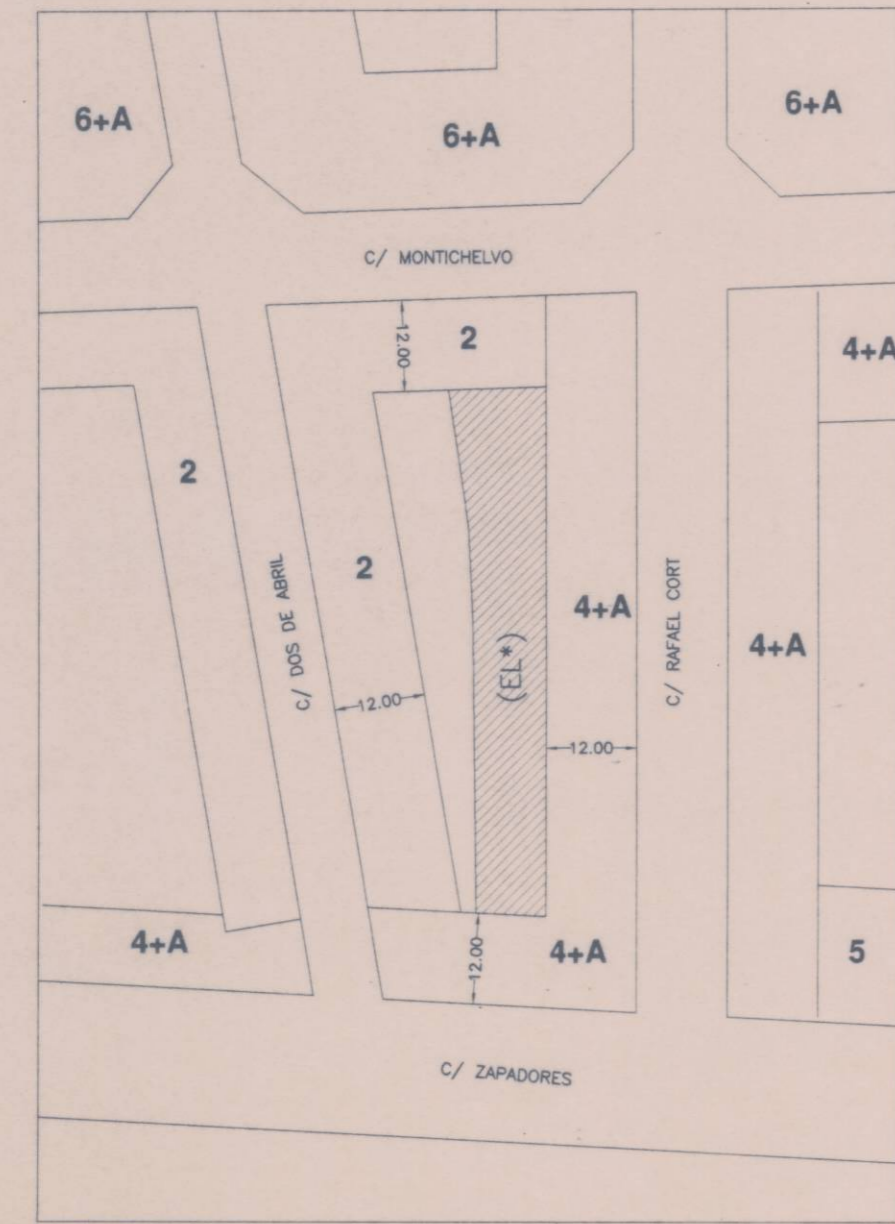 6+A
6+A
6+A
C/ MONTICHELVO
12.00
2
4+A
2
C/ DOS DE ABRIL
2
(EL*)
4+A
C/ RAFAEL CORT
4+A
12.00
12.00
4+A
12.00
4+A
5
C/ ZAPADORES